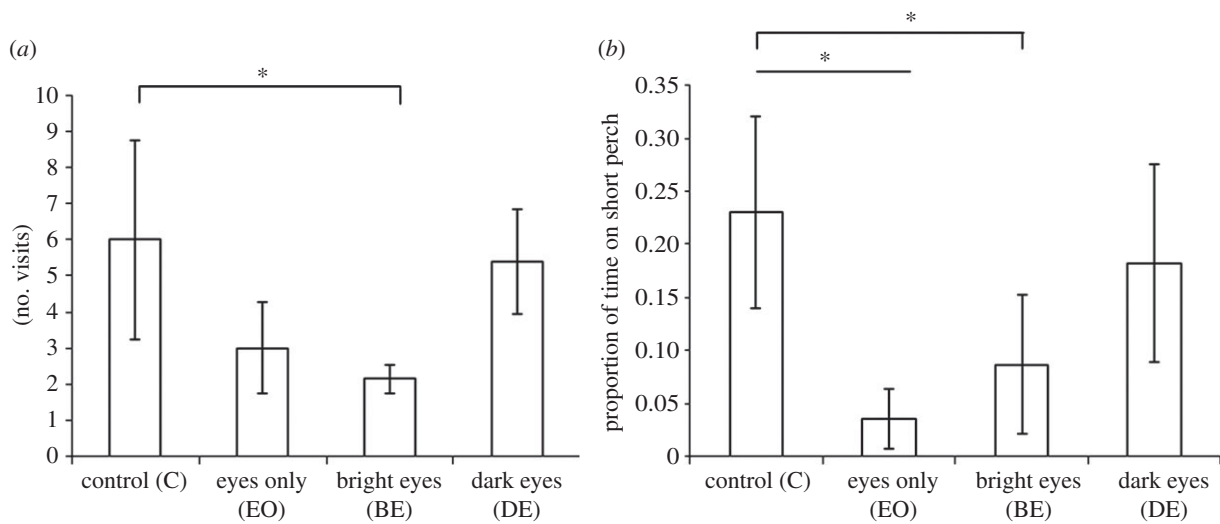 (a)
*
10
9
8
7
6
5
4
3
2
1
0
(no. visits)
control (C)
eyes only
(EO)
bright eyes
(BE)
dark eyes
(DE)
(b)
*
*
0.35
0.30
0.25
0.20
0.15
0.10
0.05
0
proportion of time on short perch
control (C)
eyes only
(EO)
bright eyes
(BE)
dark eyes
(DE)